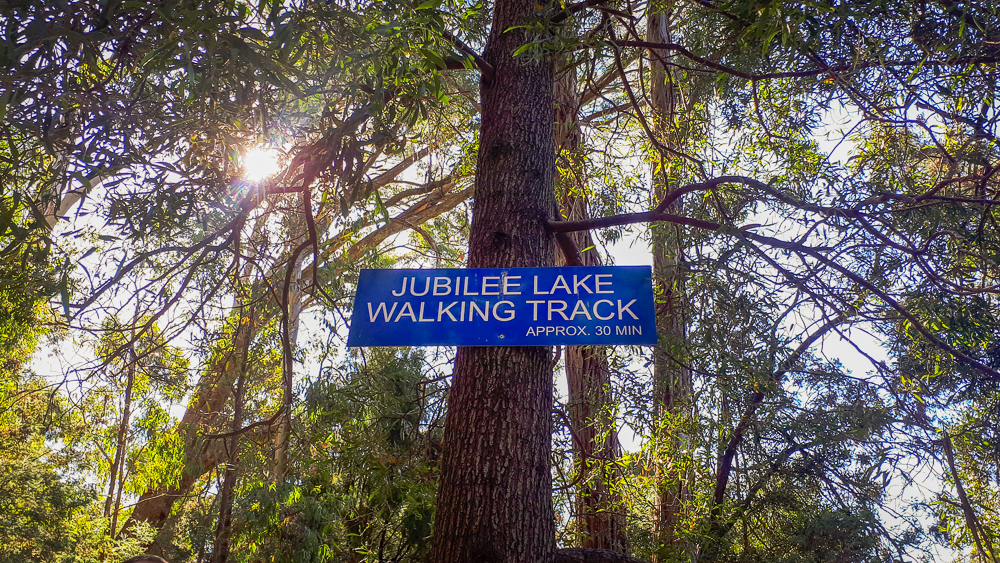 JUBILEE LAKE
WALKING TRACK
APPROX. 30 MIN